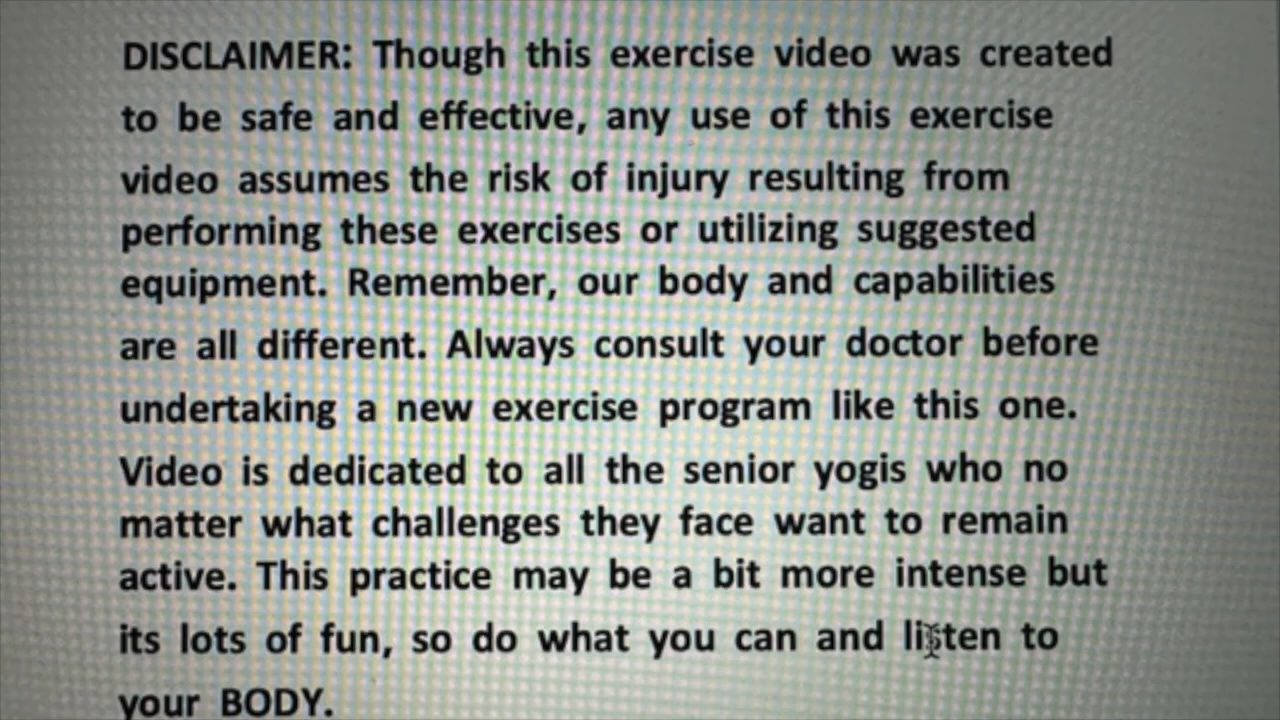 DISCLAIMER: Though this exercise video was created
to be safe and effective, any use of this exercise
video assumes the risk of injury resulting from
performing these exercises or utilizing suggested
equipment. Remember, our body and capabilities
are all different. Always consult your doctor before
undertaking a new exercise program like this one.
Video is dedicated to all the senior yogis who no
matter what challenges they face want to remain
active. This practice may be a bit more intense but
its lots of fun, so do what you can and listen to
your BODY.